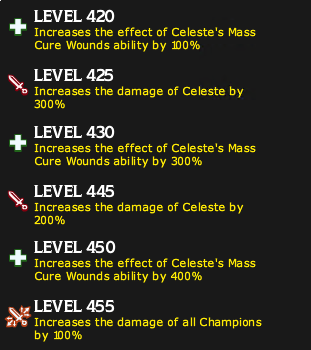 LEVEL 420
Increases the effect of Celeste's Mass
Cure Wounds ability by 100%
LEVEL 425
Increases the damage of Celeste by
300%
LEVEL 430
Increases the effect of Celeste's Mass
Cure Wounds ability by 300%
LEVEL 445
Increases the damage of Celeste by
200%
LEVEL 450
Increases the effect of Celeste's Mass
Cure Wounds ability by 400%
LEVEL 455
Increases the damage of all Champions
by 100%